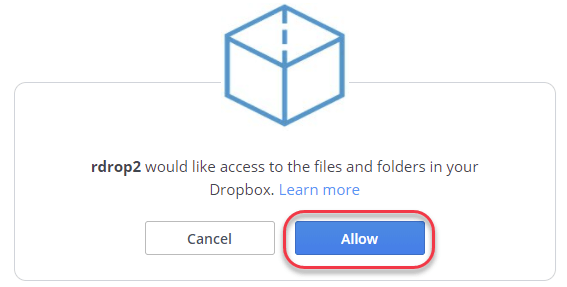 rdrop2 would like access to the files and folders in your
Dropbox. Learn more
Cancel
Allow